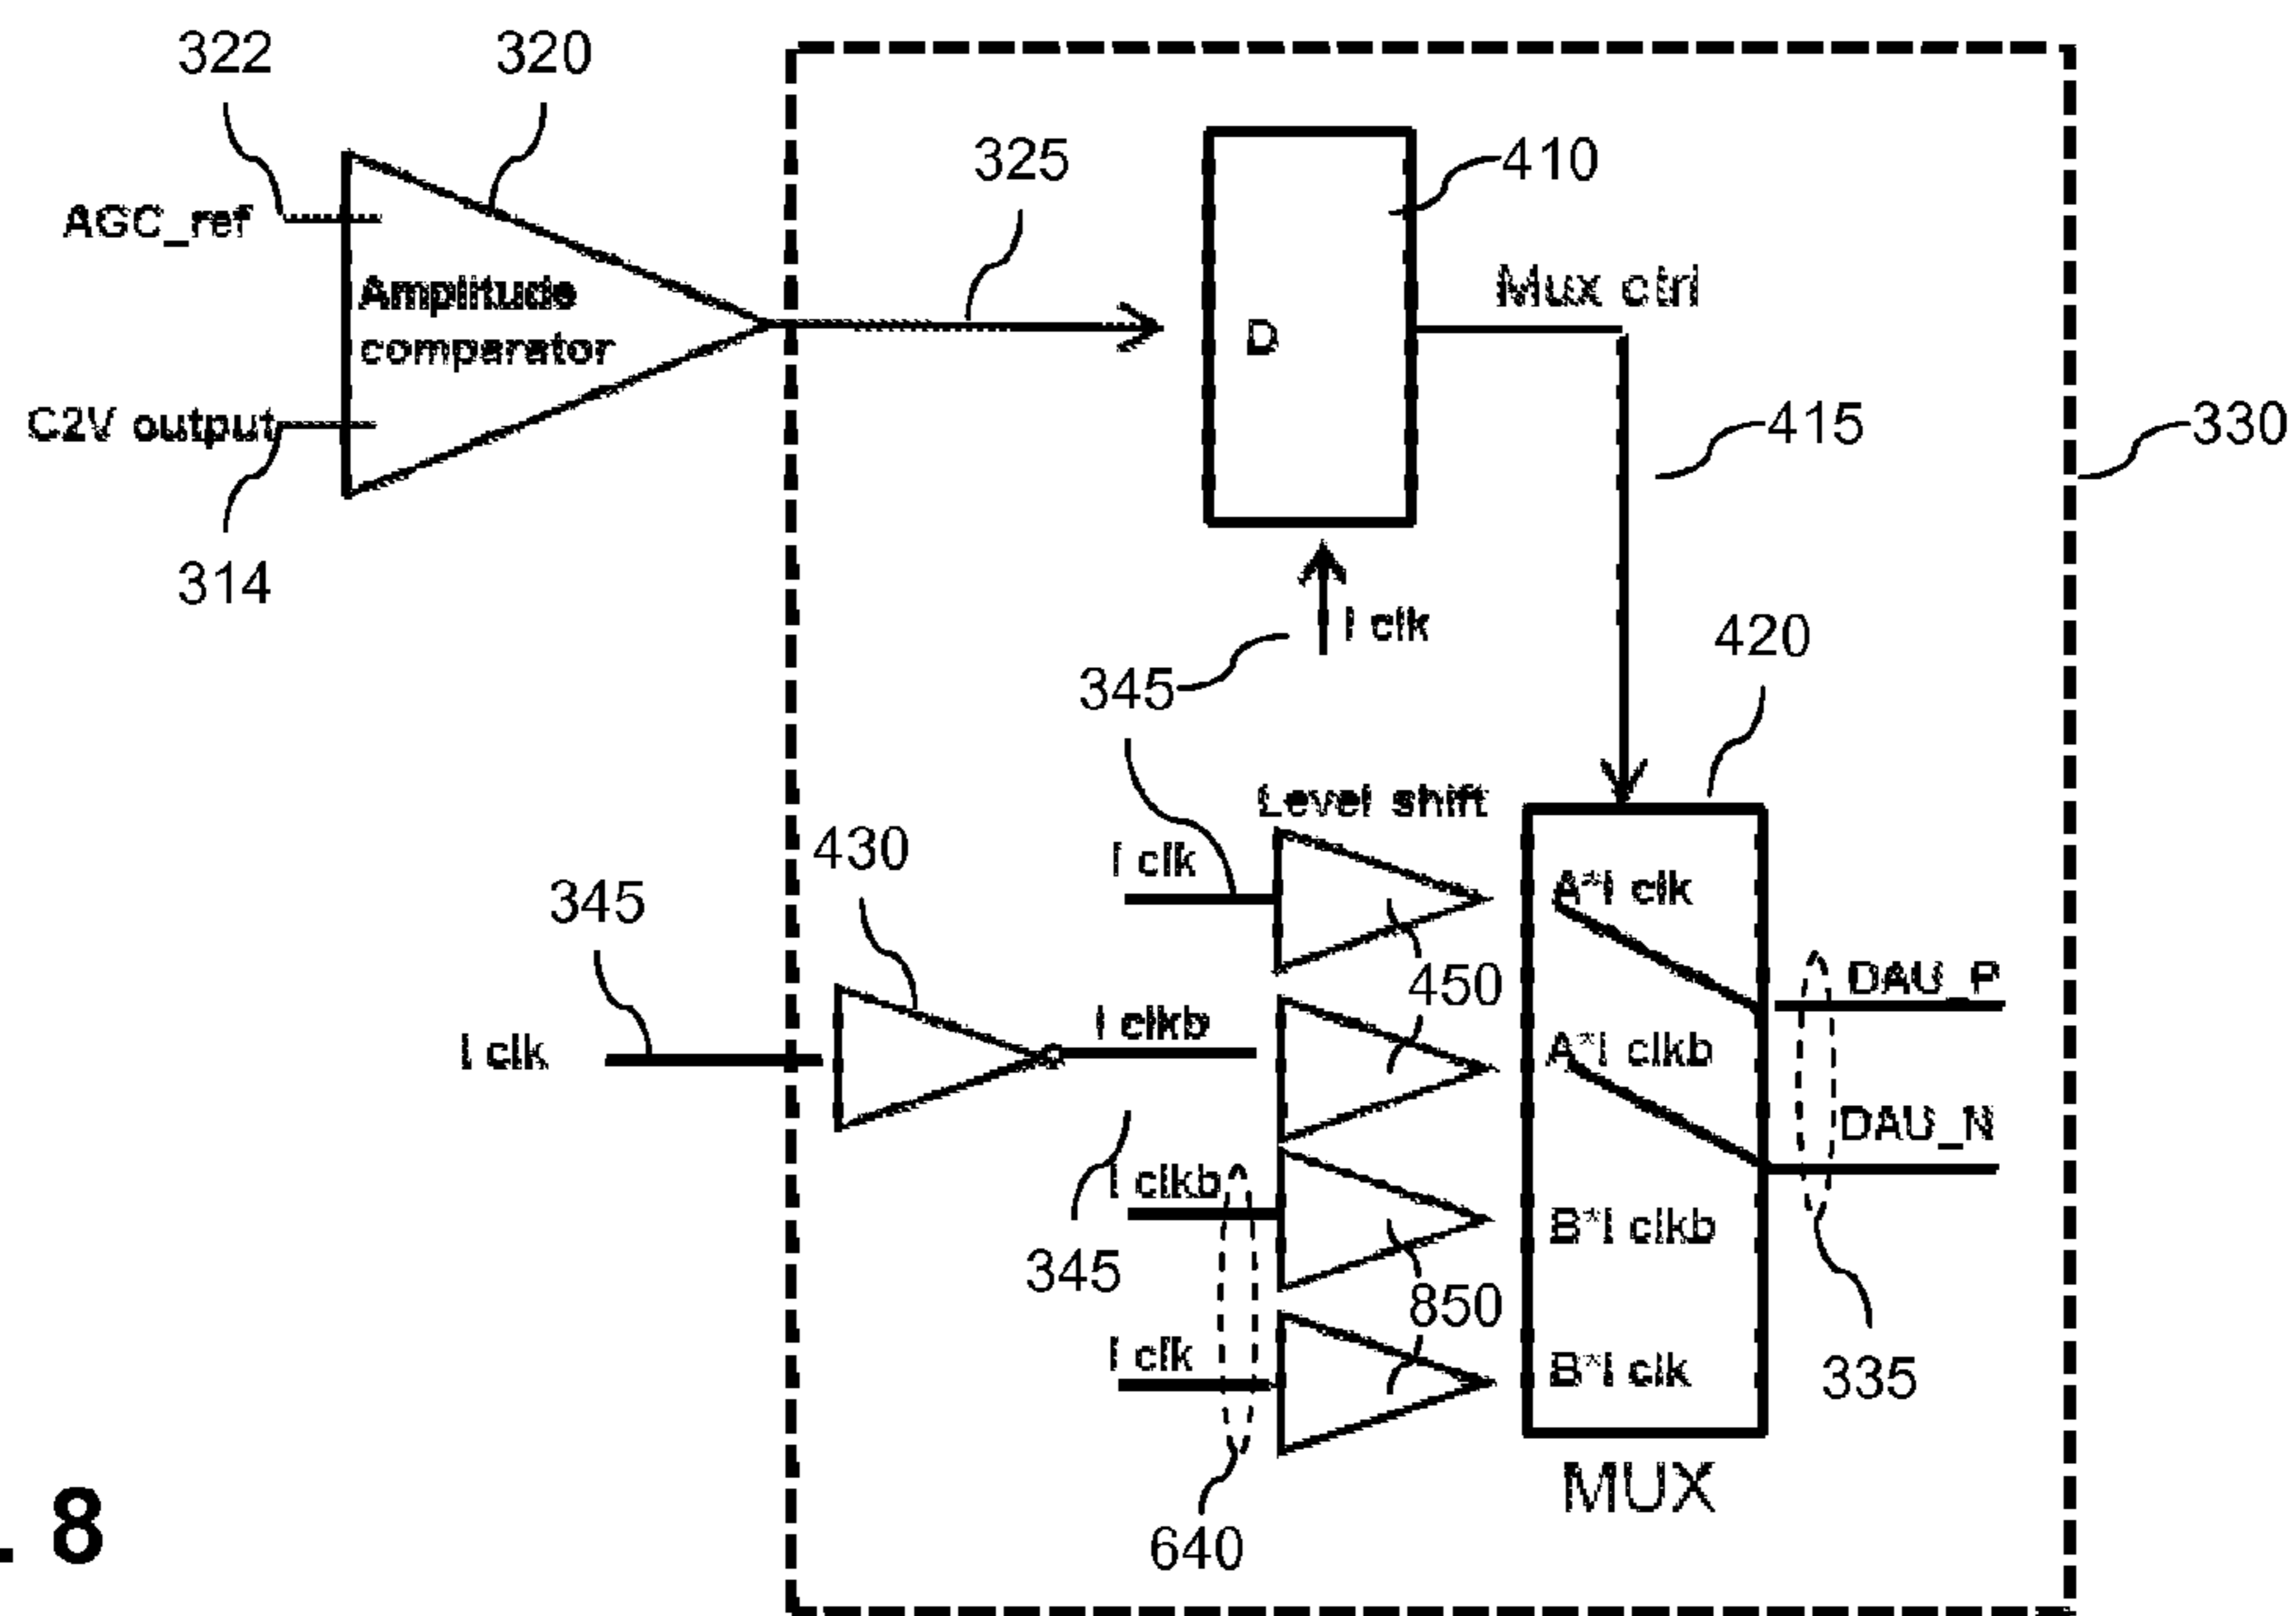 322
320
325
410
AGC_ref
Amplitude
comparator
Mux ctrl
D
C2V output
415
330
314
I clk
345
420
Level shift
430
I clk
345
A*I clk
450
DAU_P
I clk
I clkb
A*I clkb
345
DAU_N
I clkb
B*I clkb
345
850
I clk
B*I clk
335
MUX
640
. 8